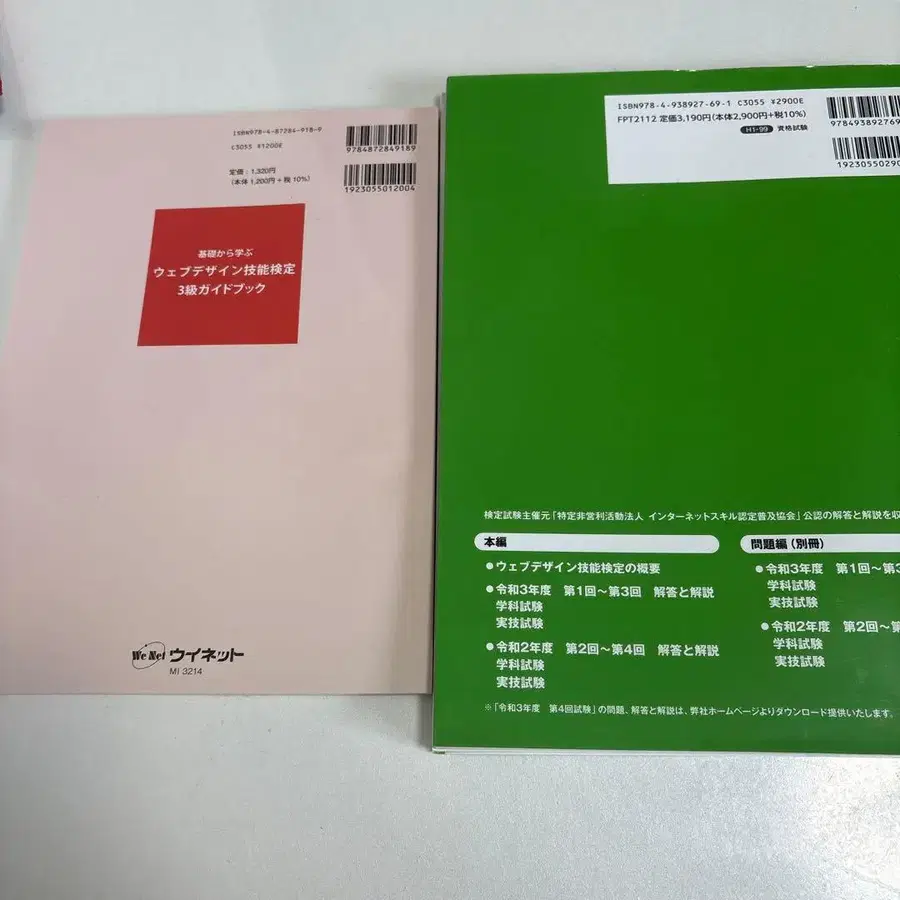 ISBN978-4-87284-918-9
C3055 ¥1200E
定価：1,320円
（本体 1,200円＋税10%）
9784872849189
1923055012004
基礎から学ぶ
ウェブデザイン技能検定
3級ガイドブック
We Net ウイネット
MI 3214
ISBN978-4-938927-69-1 C3055 ¥2900E
FPT2112 定価3,190円（本体2,900円＋税10%）
H1-99 資格試験
978493892769
19230550290
検定試験主催元「特定非営利活動法人 インターネットスキル認定普及協会」公認の解答と解説を収
本編
●ウェブデザイン技能検定の概要
●令和3年度 第1回～第3回 解答と解説
学科試験
実技試験
●令和2年度 第2回～第4回 解答と解説
学科試験
実技試験
問題編（別冊）
●令和3年度 第1回～第3
学科試験
実技試験
●令和2年度 第2回～第
学科試験
実技試験
※「令和3年度 第4回試験」の問題、解答と解説は、弊社ホームページよりダウンロード提供いたします。